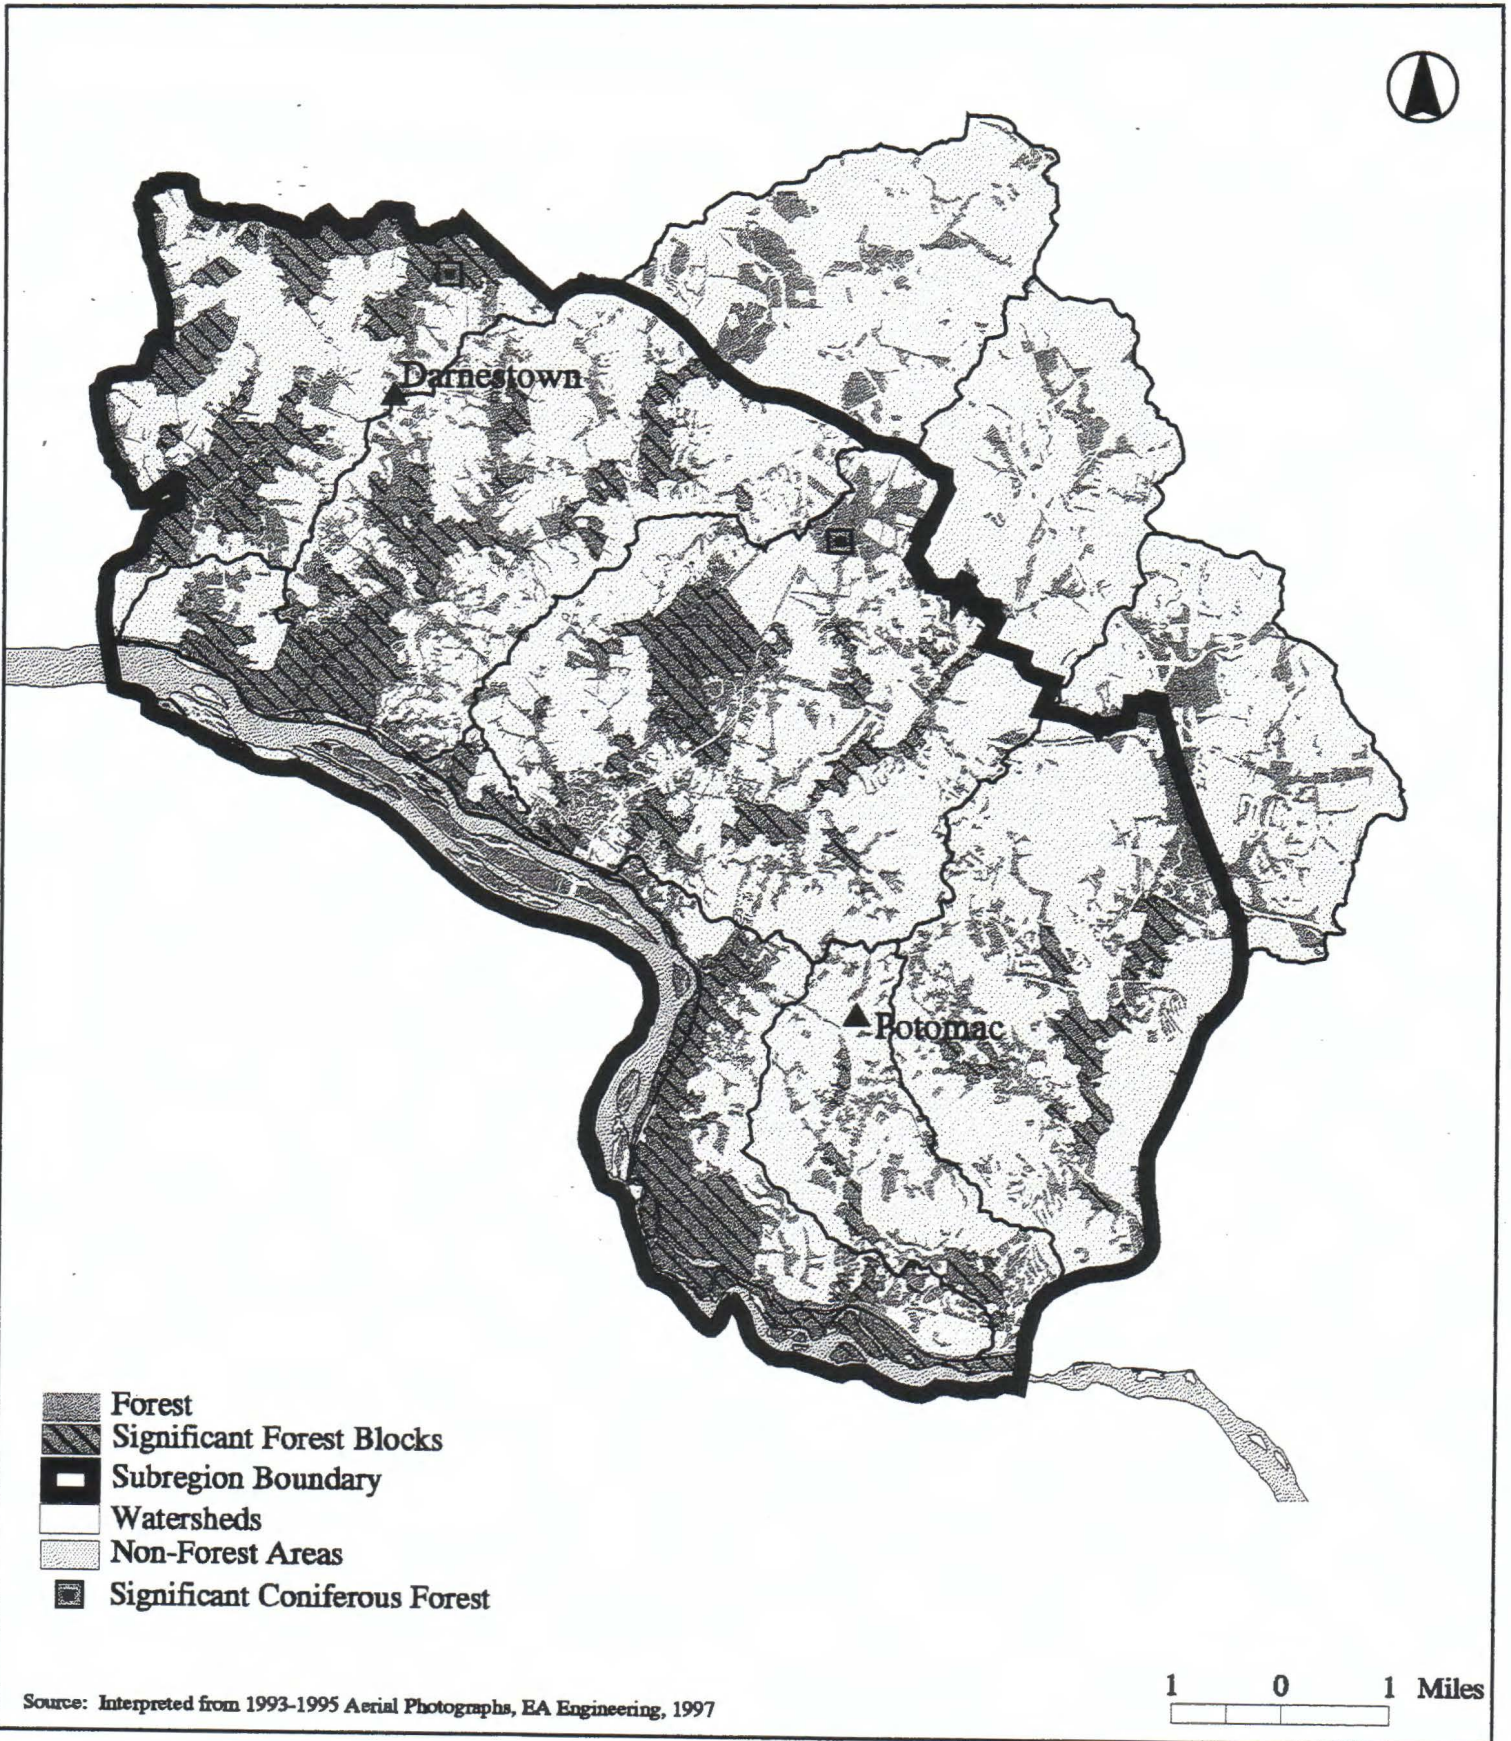 Darnestown
Potomac
Forest
Significant Forest Blocks
Subregion Boundary
Watersheds
Non-Forest Areas
Significant Coniferous Forest
Source: Interpreted from 1993-1995 Aerial Photographs, EA Engineering, 1997
1 0 1 Miles